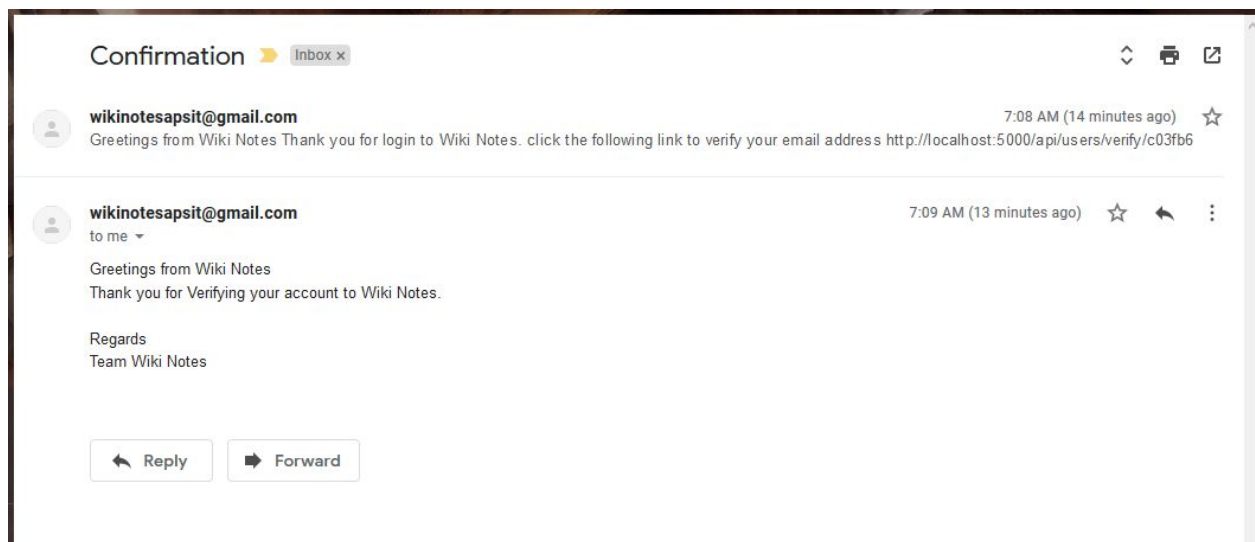 Confirmation Inbox x
wikinotesapsit@gmail.com 7:08 AM (14 minutes ago)
Greetings from Wiki Notes Thank you for login to Wiki Notes. click the following link to verify your email address http://localhost:5000/api/users/verify/c03fb6
wikinotesapsit@gmail.com 7:09 AM (13 minutes ago)
to me
Greetings from Wiki Notes
Thank you for Verifying your account to Wiki Notes.
Regards
Team Wiki Notes
Reply Forward